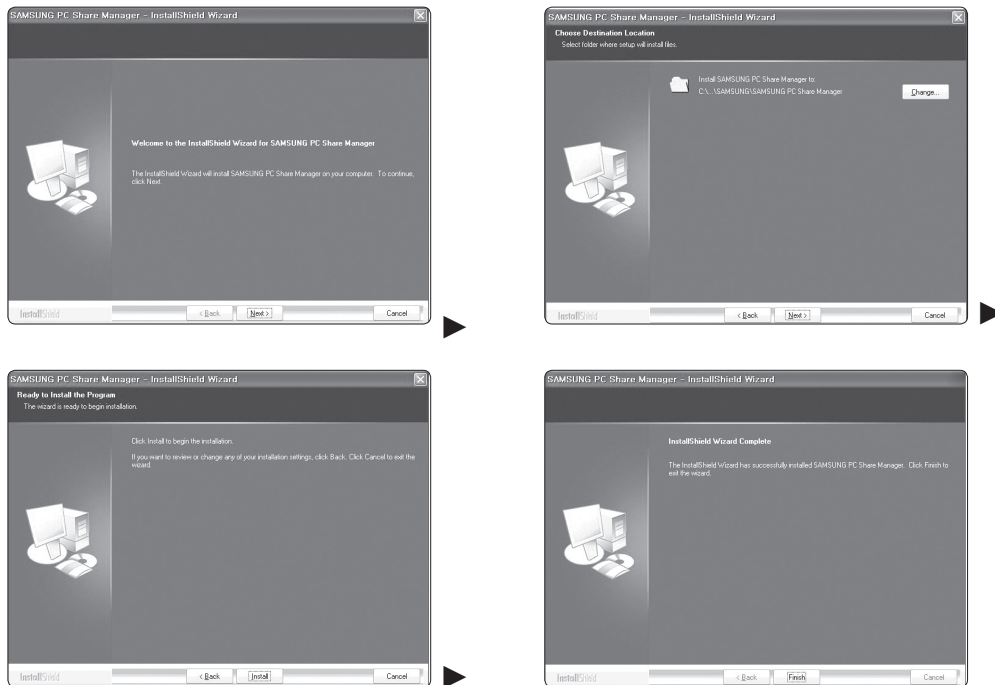 SAMSUNG PC Share Manager - InstallShield Wizard
Welcome to the InstallShield Wizard for SAMSUNG PC Share Manager
The InstallShield Wizard will install SAMSUNG PC Share Manager on your computer. To continue,
click Next.
InstallShield
< Back
Next >
Cancel
SAMSUNG PC Share Manager - InstallShield Wizard
Choose Destination Location
Select folder where setup will install files.
Install SAMSUNG PC Share Manager to:
C:\...\SAMSUNG\SAMSUNG PC Share Manager
Change...
InstallShield
< Back
Next >
Cancel
SAMSUNG PC Share Manager - InstallShield Wizard
Ready to Install the Program
The wizard is ready to begin installation.
Click Install to begin the installation.
If you want to review or change any of your installation settings, click Back. Click Cancel to exit the
wizard.
InstallShield
< Back
Install
Cancel
SAMSUNG PC Share Manager - InstallShield Wizard
InstallShield Wizard Complete
The InstallShield Wizard has successfully installed SAMSUNG PC Share Manager. Click Finish to
exit the wizard.
InstallShield
< Back
Finish
Cancel